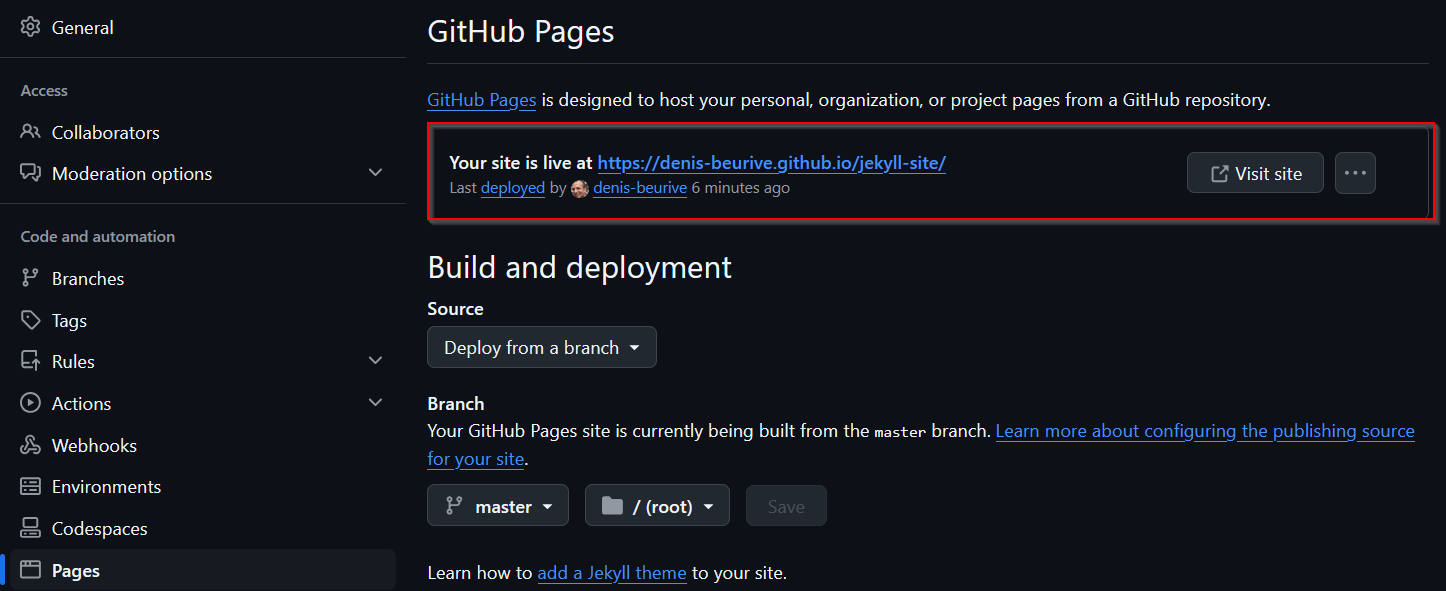 General
Access
Collaborators
Moderation options
Code and automation
Branches
Tags
Rules
Actions
Webhooks
Environments
Codespaces
Pages
GitHub Pages
GitHub Pages is designed to host your personal, organization, or project pages from a GitHub repository.
Your site is live at https://denis-beurive.github.io/jekyll-site/
Last deployed by denis-beurive 6 minutes ago
Visit site
Build and deployment
Source
Deploy from a branch
Branch
Your GitHub Pages site is currently being built from the master branch. Learn more about configuring the publishing source
for your site.
master
/ (root)
Save
Learn how to add a Jekyll theme to your site.